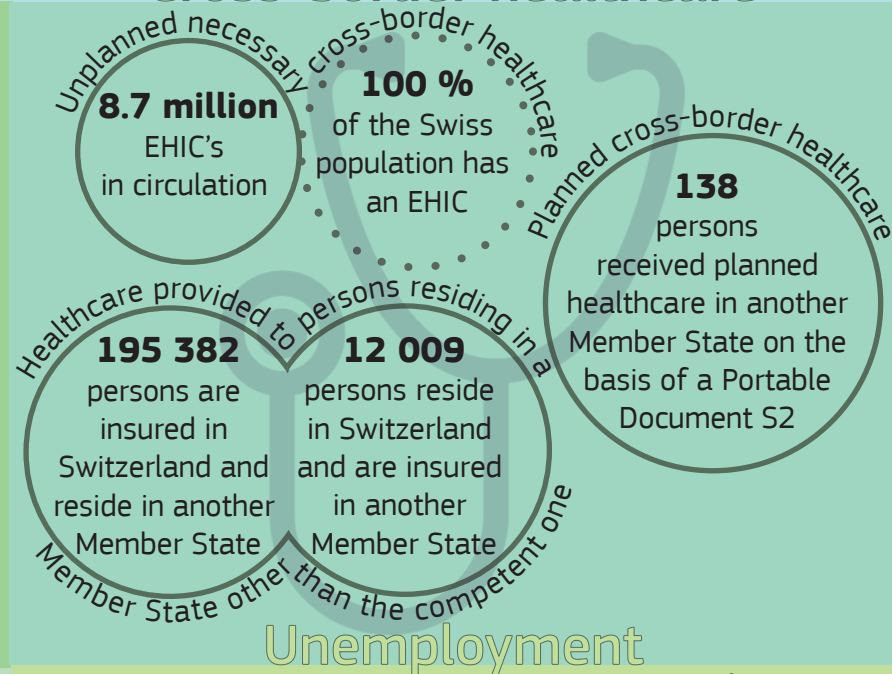 Cross-border healthcare
Unplanned necessary cross-border healthcare
8.7 million
EHIC's
in circulation
100 %
of the Swiss
population has
an EHIC
Planned cross-border healthcare
138
persons
received planned
healthcare in another
Member State on the
basis of a Portable
Document S2
Healthcare provided to persons residing in a
195 382
persons are
insured in
Switzerland and
reside in another
Member State
12 009
persons reside
in Switzerland
and are insured
in another
Member State
Member State other than the competent one
Unemployment